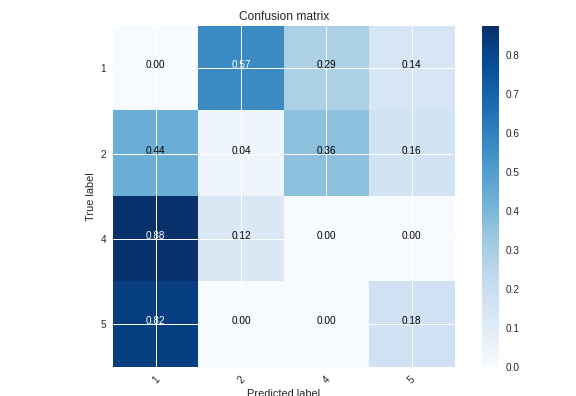 Confusion matrix
0.8
1 0.00 0.57 0.29 0.14
0.7
0.6
2 0.44 0.04 0.36 0.16
0.5
0.4
True label
4 0.88 0.12 0.00 0.00
0.3
0.2
5 0.82 0.00 0.00 0.18
0.1
0.0
1 2 4 5
Predicted label